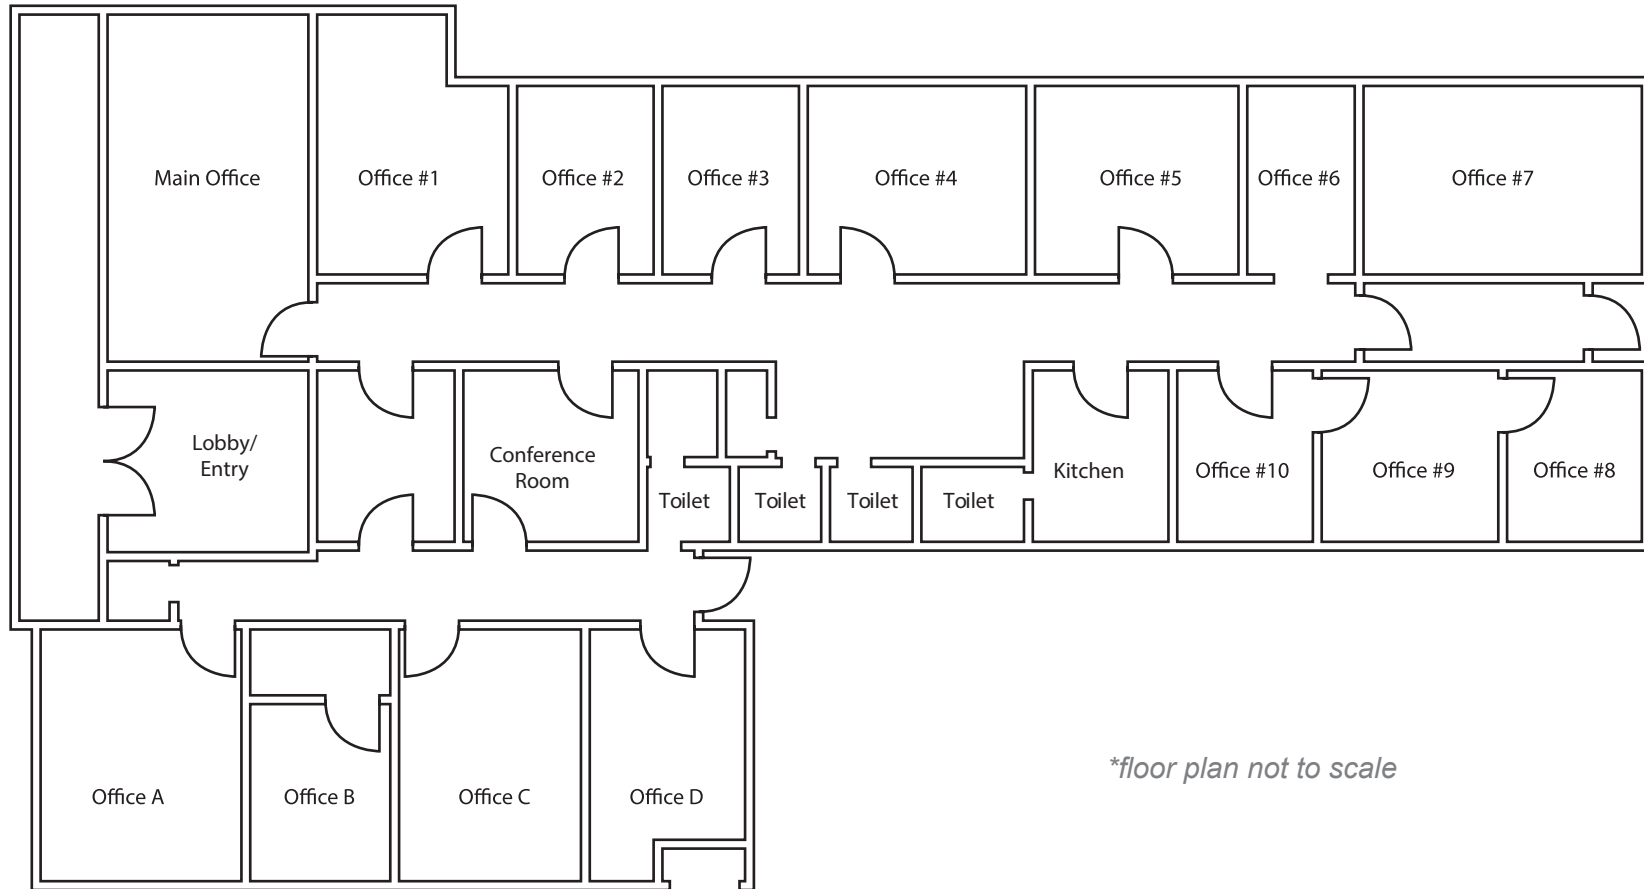 Main Office
Office #1
Office #2
Office #3
Office #4
Office #5
Office #6
Office #7
Lobby/
Entry
Conference
Room
Toilet
Toilet
Toilet
Toilet
Kitchen
Office #10
Office #9
Office #8
Office A
Office B
Office C
Office D
*floor plan not to scale